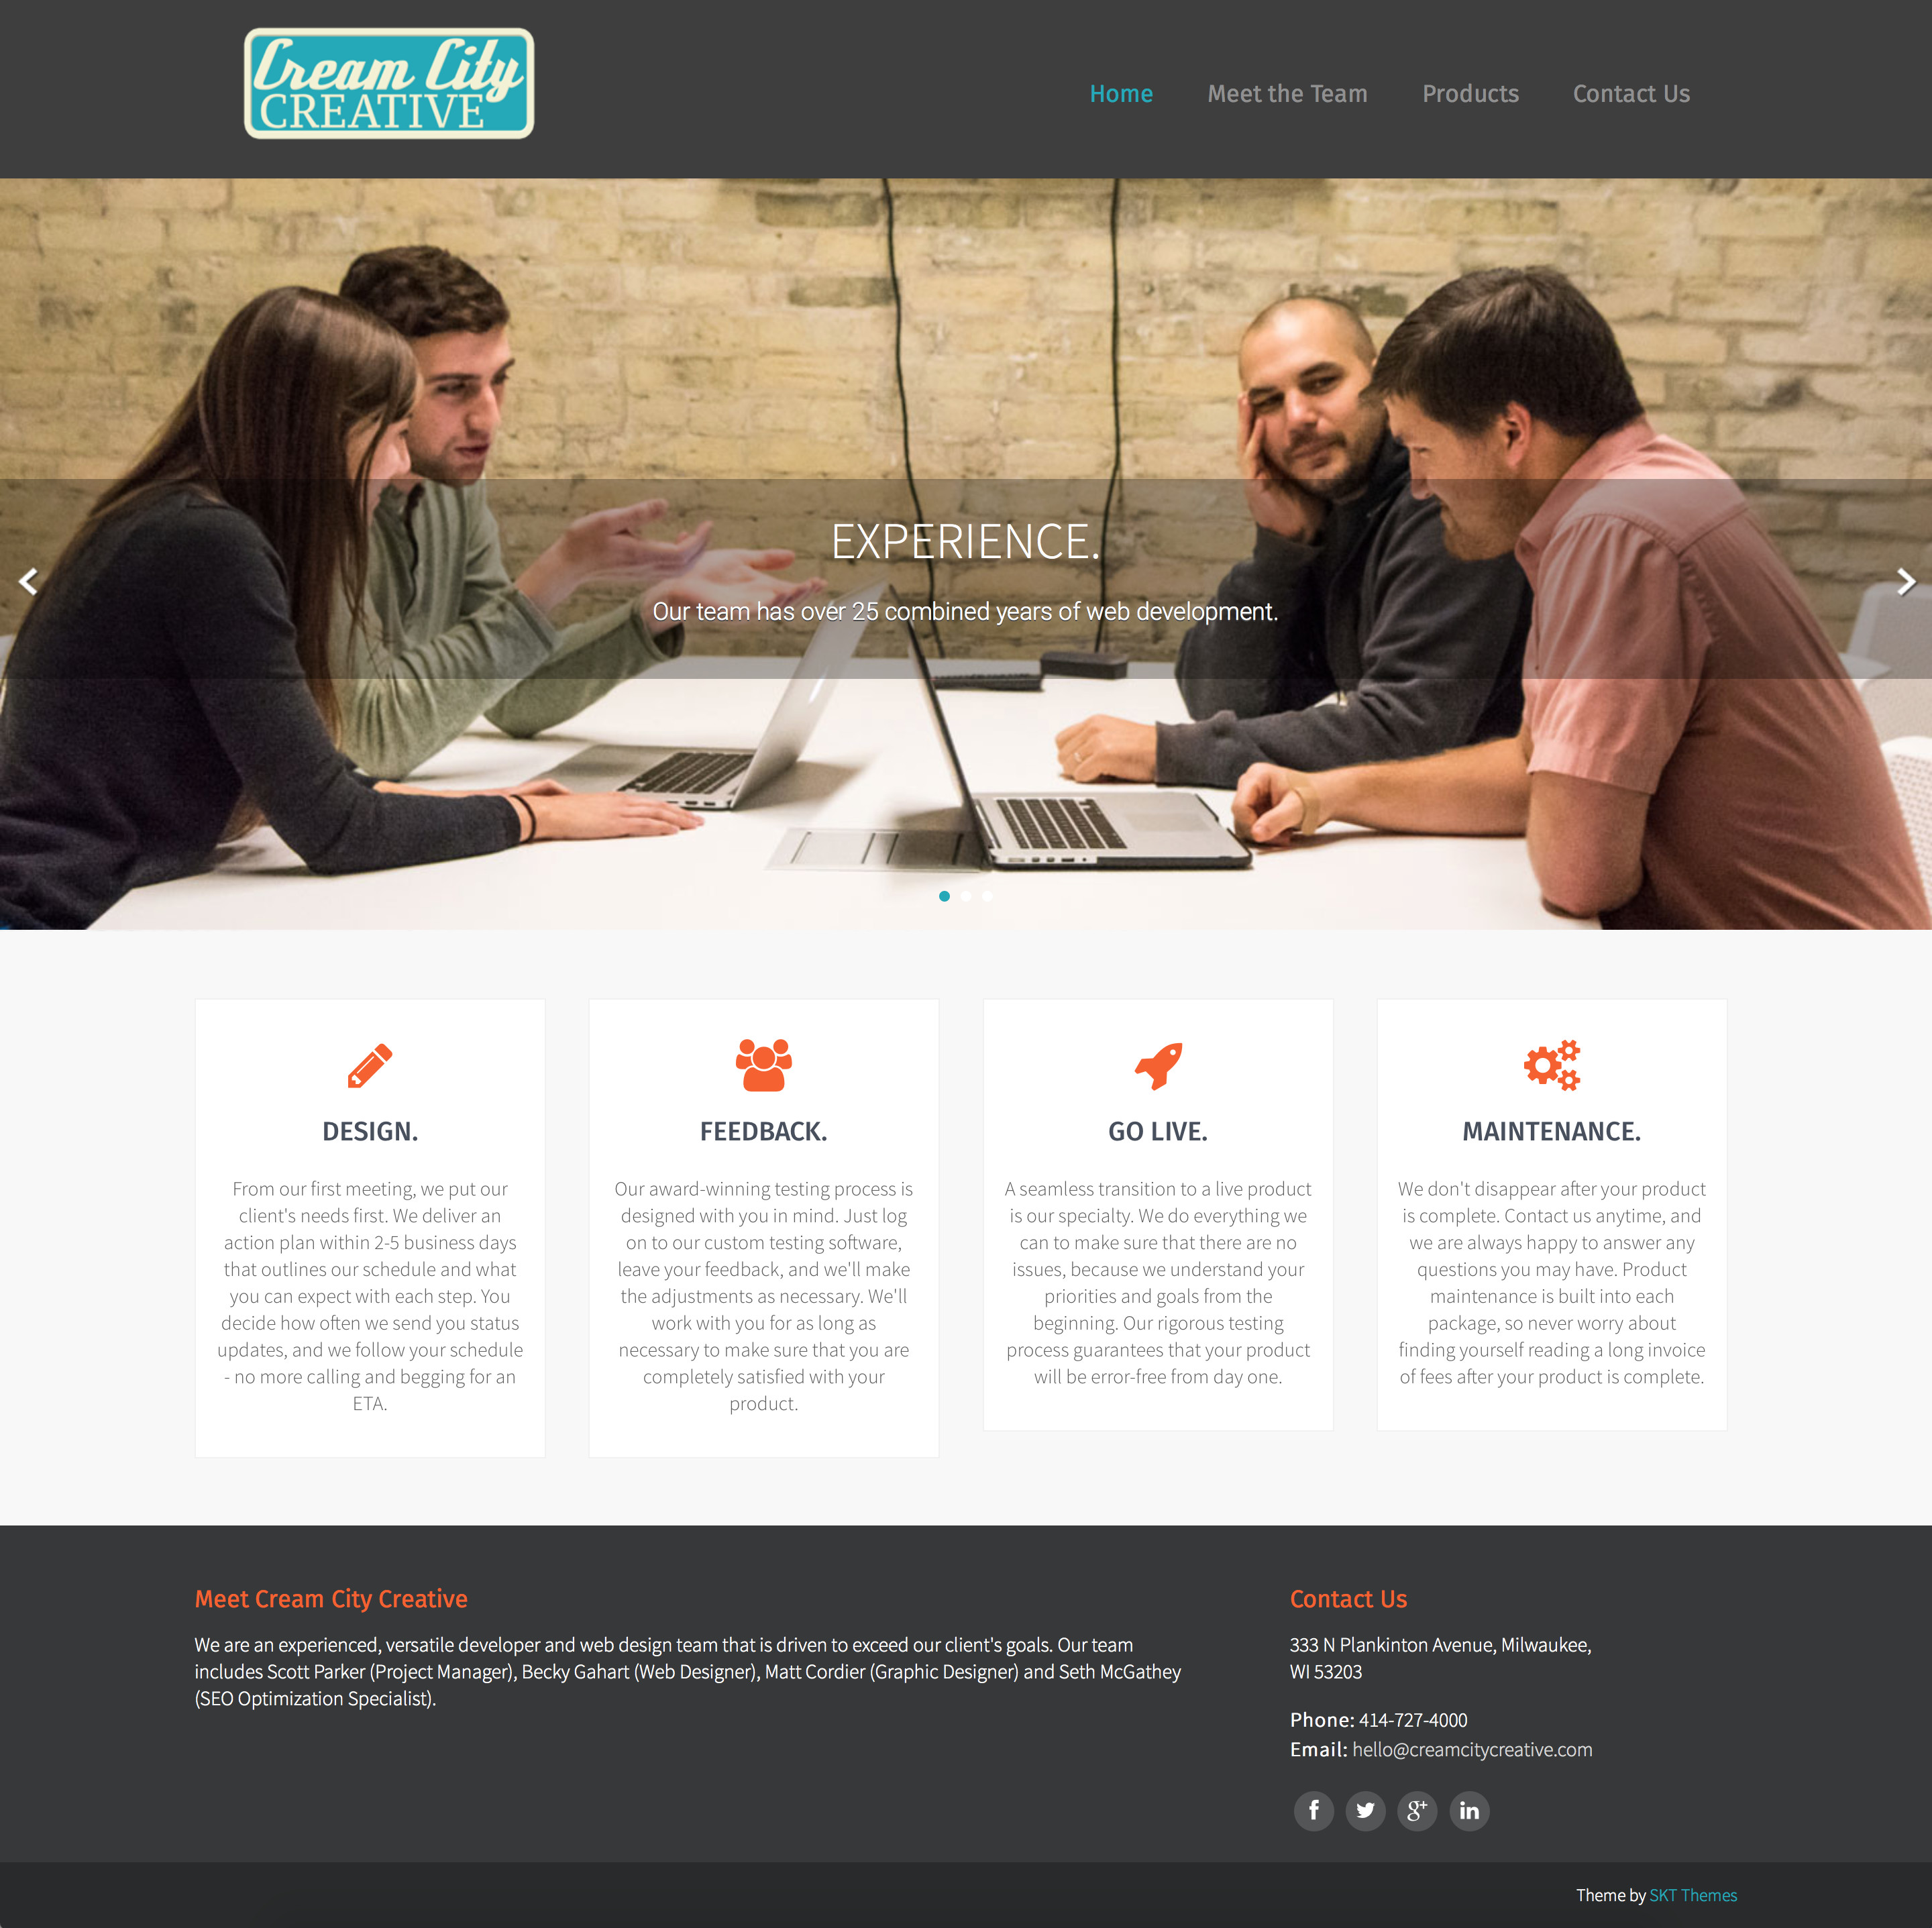 Cream City
CREATIVE
Home Meet the Team Products Contact Us
EXPERIENCE.
Our team has over 25 combined years of web development.
DESIGN.
From our first meeting, we put our
client's needs first. We deliver an
action plan within 2-5 business days
that outlines our schedule and what
you can expect with each step. You
decide how often we send you status
updates, and we follow your schedule
- no more calling and begging for an
ETA.
FEEDBACK.
Our award-winning testing process is
designed with you in mind. Just log
on to our custom testing software,
leave your feedback, and we'll make
the adjustments as necessary. We'll
work with you for as long as
necessary to make sure that you are
completely satisfied with your
product.
GO LIVE.
A seamless transition to a live product
is our specialty. We do everything we
can to make sure that there are no
issues, because we understand your
priorities and goals from the
beginning. Our rigorous testing
process guarantees that your product
will be error-free from day one.
MAINTENANCE.
We don't disappear after your product
is complete. Contact us anytime, and
we are always happy to answer any
questions you may have. Product
maintenance is built into each
package, so never worry about
finding yourself reading a long invoice
of fees after your product is complete.
Meet Cream City Creative
We are an experienced, versatile developer and web design team that is driven to exceed our client's goals. Our team
includes Scott Parker (Project Manager), Becky Gahart (Web Designer), Matt Cordier (Graphic Designer) and Seth McGathey
(SEO Optimization Specialist).
Contact Us
333 N Plankinton Avenue, Milwaukee,
WI 53203
Phone: 414-727-4000
Email: hello@creamcitycreative.com
f g+ in
Theme by SKT Themes